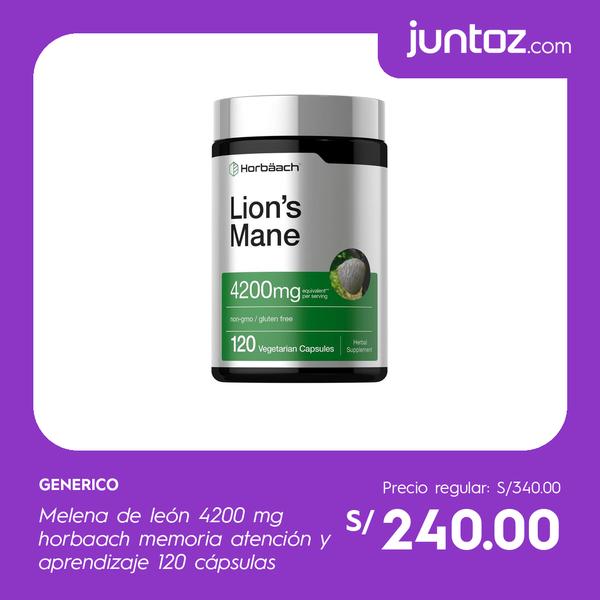 juntoz.com
Horbäach
Lion's
Mane
4200mg equivalent** per serving
non-gmo / gluten free
120 Vegetarian Capsules
Herbal
Supplement
GENERICO
Melena de león 4200 mg
horbaach memoria atención y
aprendizaje 120 cápsulas
Precio regular: S/340.00
S/ 240.00